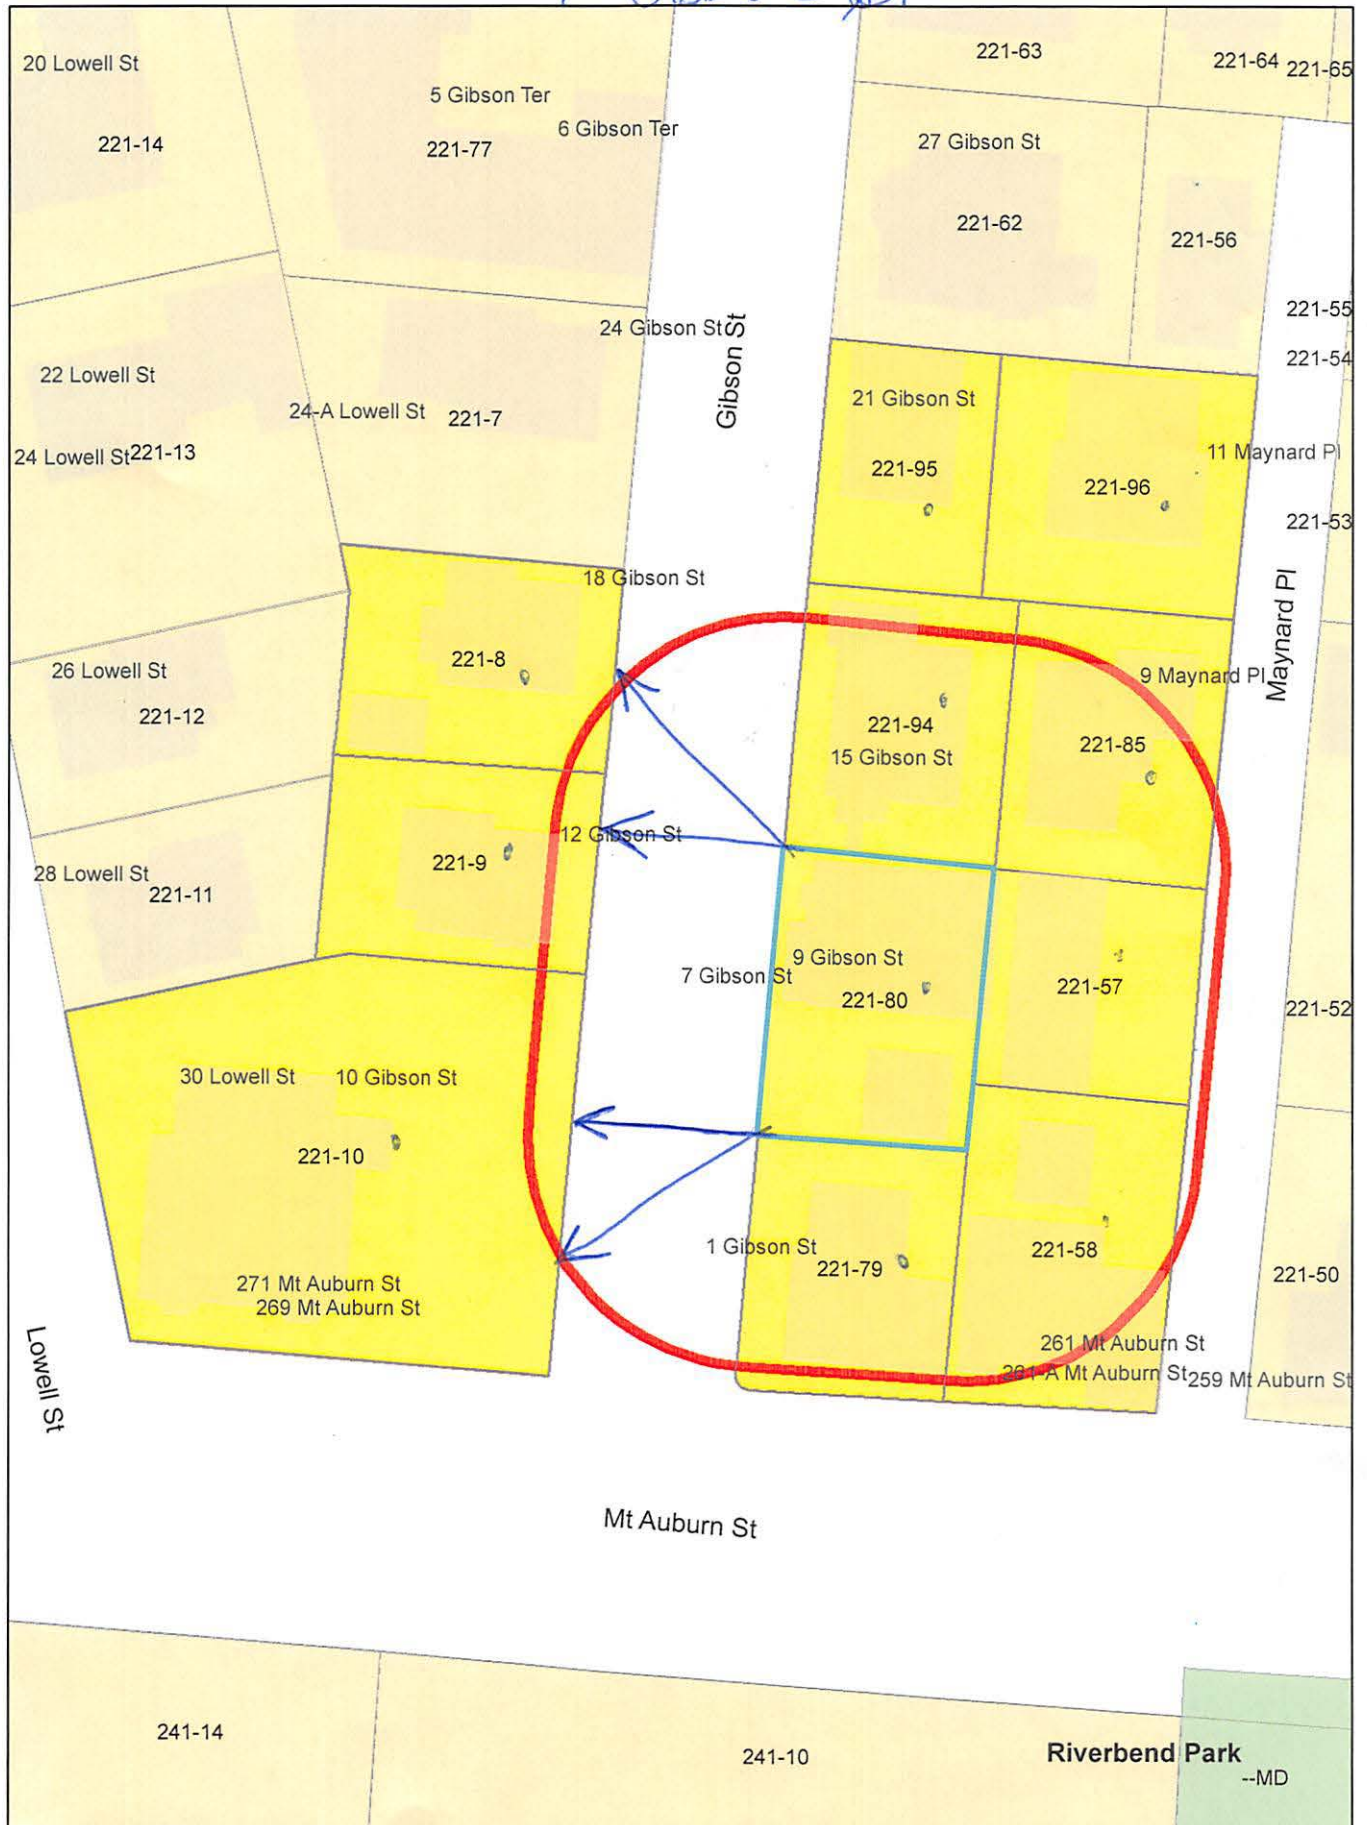 20 Lowell St
5 Gibson Ter
6 Gibson Ter
221-14
221-77
221-63
221-64
221-65
27 Gibson St
221-62
221-56
221-55
221-54
24 Gibson St
Gibson St
22 Lowell St
24-A Lowell St
221-7
24 Lowell St
221-13
21 Gibson St
221-95
11 Maynard Pl
221-96
221-53
18 Gibson St
221-8
26 Lowell St
221-12
Maynard Pl
9 Maynard Pl
221-94
15 Gibson St
221-85
12 Gibson St
221-9
28 Lowell St
221-11
9 Gibson St
7 Gibson St
221-80
221-57
221-52
30 Lowell St
10 Gibson St
221-10
1 Gibson St
221-79
221-58
221-50
271 Mt Auburn St
269 Mt Auburn St
261 Mt Auburn St
261-A Mt Auburn St
259 Mt Auburn St
Lowell St
Mt Auburn St
241-14
241-10
Riverbend Park
--MD